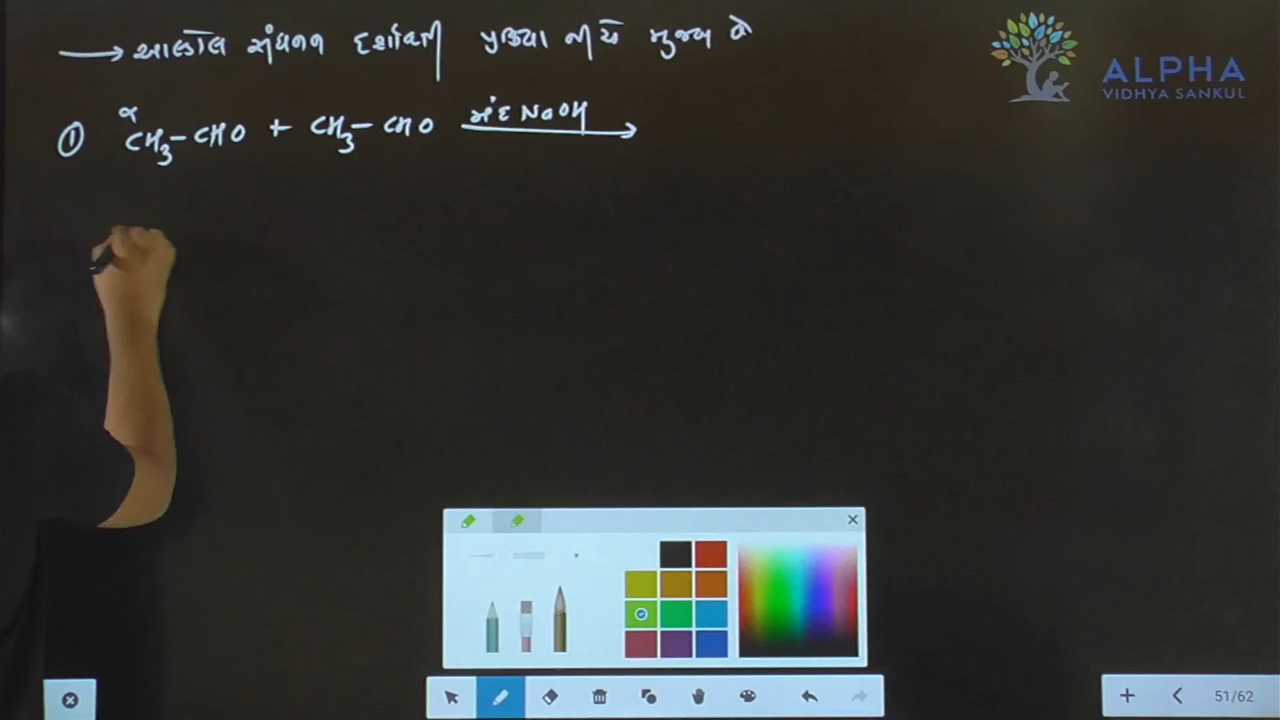 → આલ્ડોલ સંઘનન દર્શાવતી પ્રક્રિયા નીચે મુજબ છે
ALPHA
VIDHYA SANKUL
① α CH₃-CHO + CH₃-CHO મંદ NaOH →
51/62